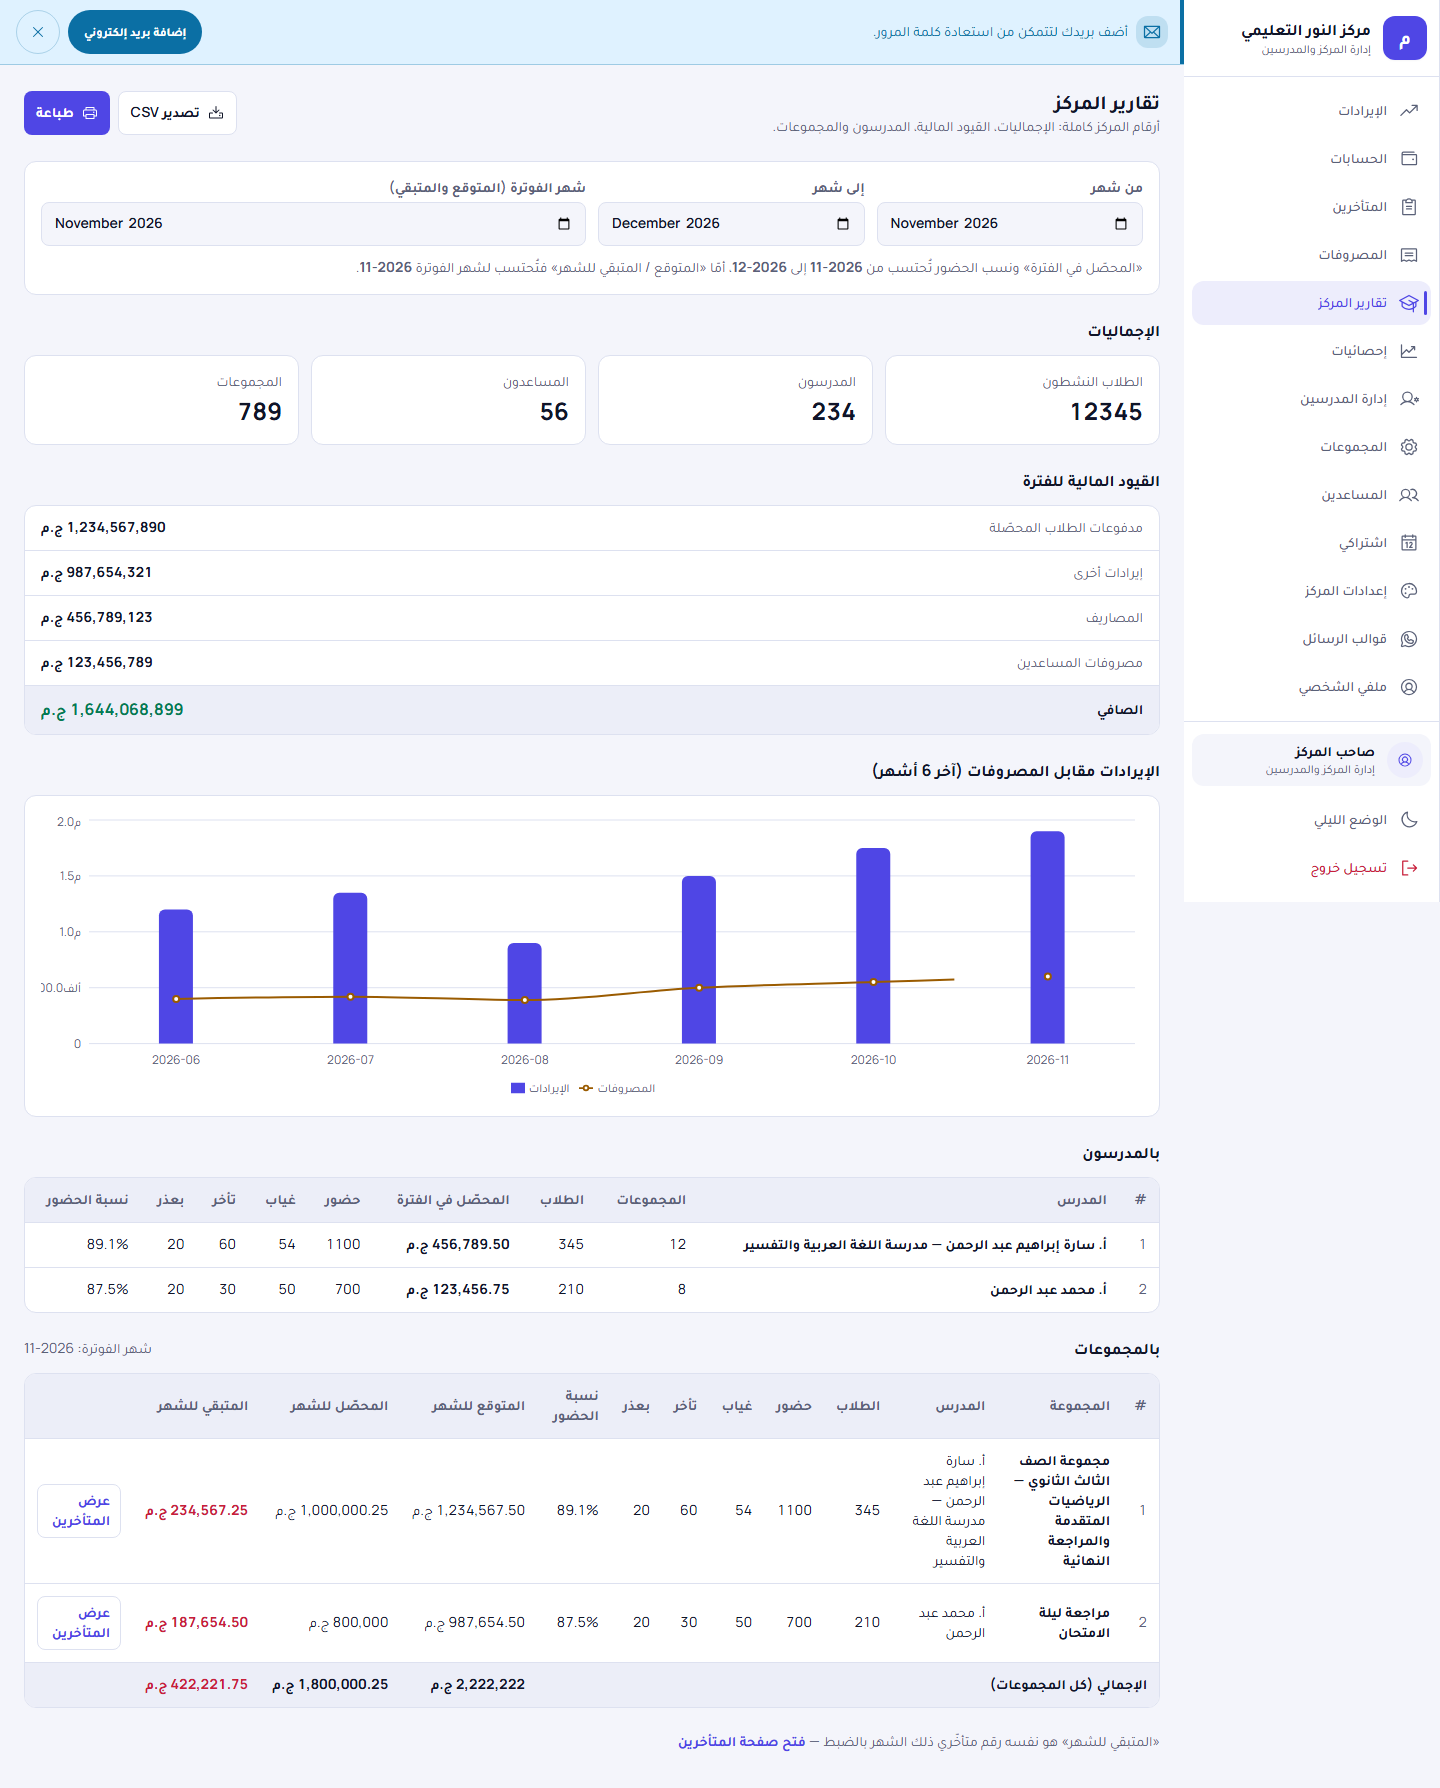 مركز النور التعليمي
إدارة المركز والمدرسين
م
الإيرادات
الحسابات
المتأخرين
المصروفات
تقارير المركز
إحصائيات
إدارة المدرسين
المجموعات
المساعدين
اشتراكي
إعدادات المركز
قوالب الرسائل
ملفي الشخصي
صاحب المركز
إدارة المركز والمدرسين
الوضع الليلي
تسجيل خروج
أضف بريدك لتتمكن من استعادة كلمة المرور.
إضافة بريد إلكتروني
تقارير المركز
أرقام المركز كاملة: الإجماليات، القيود المالية، المدرسون والمجموعات.
تصدير CSV
طباعة
من شهر
إلى شهر
شهر الفوترة (المتوقع والمتبقي)
November 2026
December 2026
November 2026
«المحصّل في الفترة» ونسب الحضور تُحتسب من 2026-11 إلى 2026-12. أمّا «المتوقع / المتبقي للشهر» فتُحتسب لشهر الفوترة 2026-11.
الإجماليات
الطلاب النشطون
12345
المدرسون
234
المساعدون
56
المجموعات
789
القيود المالية للفترة
مدفوعات الطلاب المحصّلة 1,234,567,890 ج.م
إيرادات أخرى 987,654,321 ج.م
المصاريف 456,789,123 ج.م
مصروفات المساعدين 123,456,789 ج.م
الصافي 1,644,068,899 ج.م
الإيرادات مقابل المصروفات (آخر 6 أشهر)
2.0م
1.5م
1.0م
00.0ألف
0
2026-06 2026-07 2026-08 2026-09 2026-10 2026-11
الإيرادات المصروفات
بالمدرسون
# المدرس المجموعات الطلاب المحصّل في الفترة حضور غياب تأخر بعذر نسبة الحضور
1 أ. سارة إبراهيم عبد الرحمن — مدرسة اللغة العربية والتفسير 12 345 456,789.50 ج.م 1100 54 60 20 89.1%
2 أ. محمد عبد الرحمن 8 210 123,456.75 ج.م 700 50 30 20 87.5%
بالمجموعات
شهر الفوترة: 2026-11
# المجموعة المدرس الطلاب حضور غياب تأخر بعذر نسبة الحضور المتوقع للشهر المحصّل للشهر المتبقي للشهر
1 مجموعة الصف الثالث الثانوي — الرياضيات المتقدمة والمراجعة النهائية أ. سارة إبراهيم عبد الرحمن — مدرسة اللغة العربية والتفسير 345 1100 54 60 20 89.1% 1,234,567.50 ج.م 1,000,000.25 ج.م 234,567.25 ج.م عرض المتأخرين
2 مراجعة ليلة الامتحان أ. محمد عبد الرحمن 210 700 50 30 20 87.5% 987,654.50 ج.م 800,000 ج.م 187,654.50 ج.م عرض المتأخرين
الإجمالي (كل المجموعات) 2,222,222 ج.م 1,800,000.25 ج.م 422,221.75 ج.م
«المتبقي للشهر» هو نفسه رقم متأخّري ذلك الشهر بالضبط — فتح صفحة المتأخرين